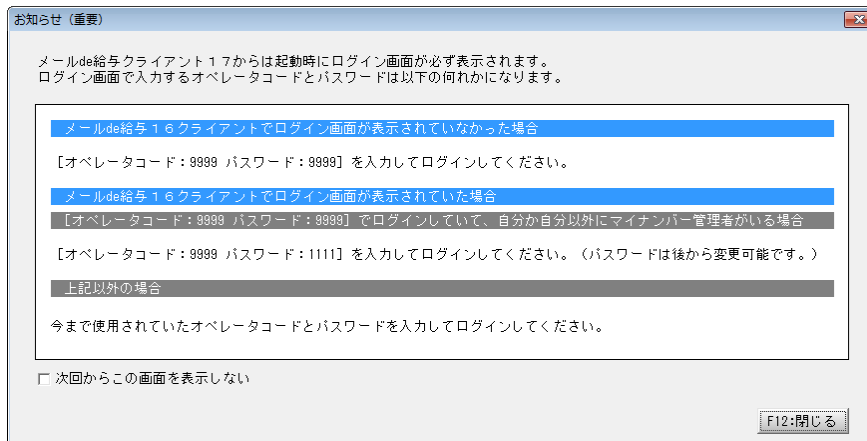 お知らせ（重要）
メールde給与クライアント１７からは起動時にログイン画面が必ず表示されます。
ログイン画面で入力するオペレータコードとパスワードは以下の何れかになります。
メールde給与１６クライアントでログイン画面が表示されていなかった場合
［オペレータコード：9999 パスワード：9999］を入力してログインしてください。
メールde給与１６クライアントでログイン画面が表示されていた場合
［オペレータコード：9999 パスワード：9999］でログインしていて、自分か自分以外にマイナンバー管理者がいる場合
［オペレータコード：9999 パスワード：1111］を入力してログインしてください。（パスワードは後から変更可能です。）
上記以外の場合
今まで使用されていたオペレータコードとパスワードを入力してログインしてください。
次回からこの画面を表示しない
F12:閉じる